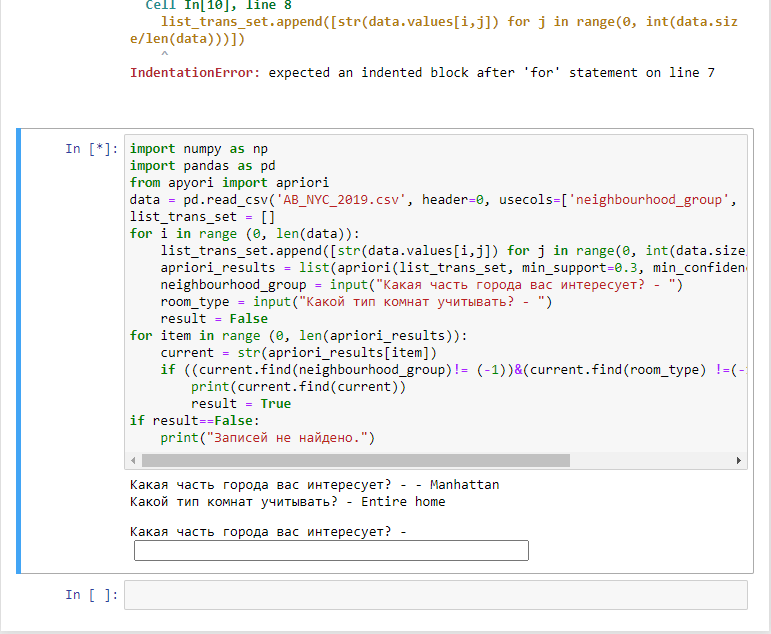 Cell In[10], line 8
list_trans_set.append([str(data.values[i,j]) for j in range(0, int(data.siz
e/len(data)))])
^
IndentationError: expected an indented block after 'for' statement on line 7
In [*]:
import numpy as np
import pandas as pd
from apyori import apriori
data = pd.read_csv('AB_NYC_2019.csv', header=0, usecols=['neighbourhood_group',
list_trans_set = []
for i in range (0, len(data)):
list_trans_set.append([str(data.values[i,j]) for j in range(0, int(data.size
apriori_results = list(apriori(list_trans_set, min_support=0.3, min_confiden
neighbourhood_group = input("Какая часть города вас интересует? - ")
room_type = input("Какой тип комнат учитывать? - ")
result = False
for item in range (0, len(apriori_results)):
current = str(apriori_results[item])
if ((current.find(neighbourhood_group)!= (-1))&(current.find(room_type) !=(-
print(current.find(current))
result = True
if result==False:
print("Записей не найдено.")
Какая часть города вас интересует? - - Manhattan
Какой тип комнат учитывать? - Entire home
Какая часть города вас интересует? -
In [ ]: